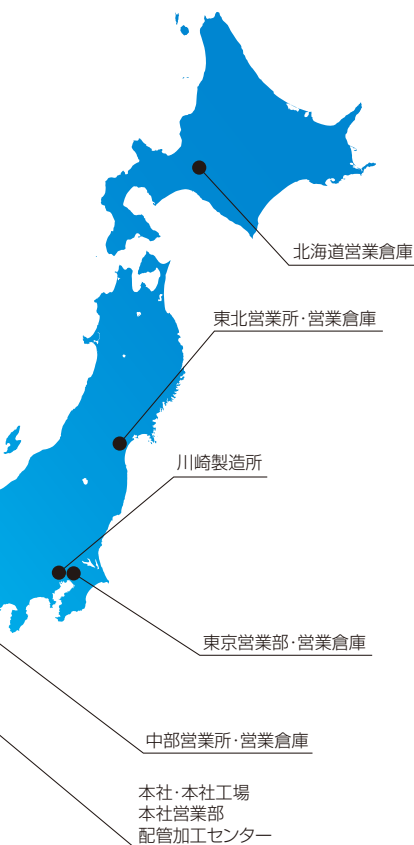 北海道営業倉庫
東北営業所・営業倉庫
川崎製造所
東京営業部・営業倉庫
中部営業所・営業倉庫
本社・本社工場
本社営業部
配管加工センター